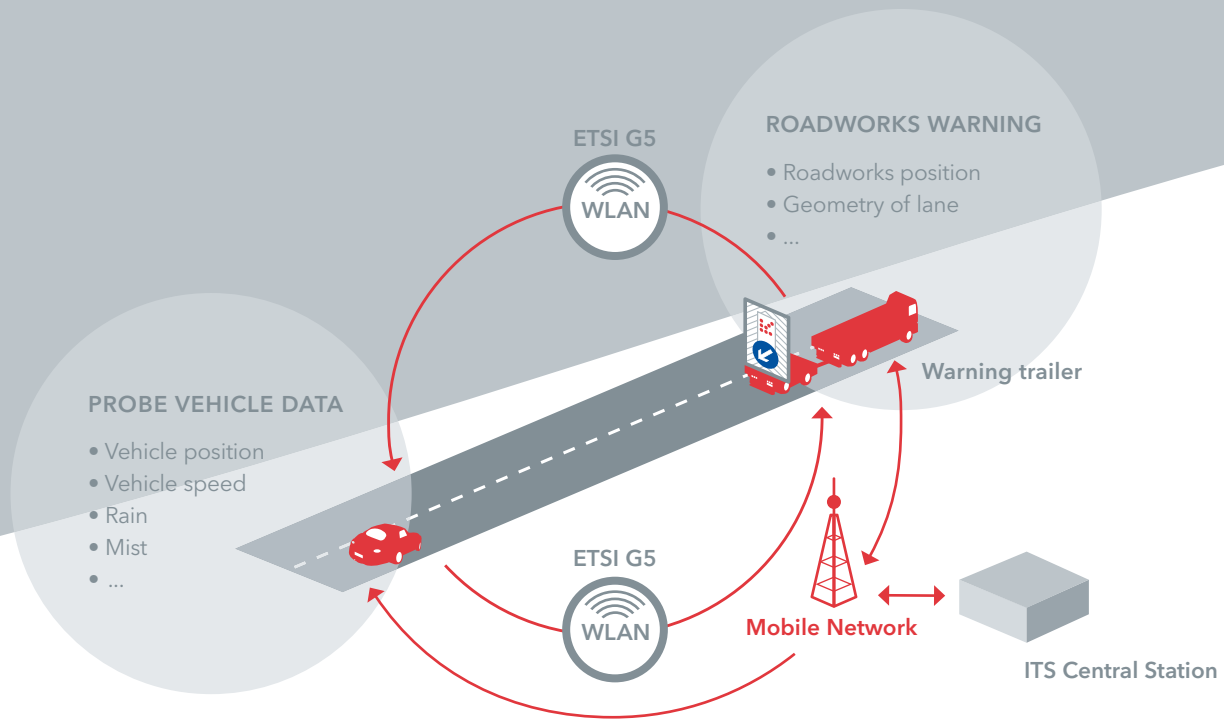 ETSI G5
WLAN
ROADWORKS WARNING
• Roadworks position
• Geometry of lane
• ...
Warning trailer
PROBE VEHICLE DATA
• Vehicle position
• Vehicle speed
• Rain
• Mist
• ...
ETSI G5
WLAN
Mobile Network
ITS Central Station